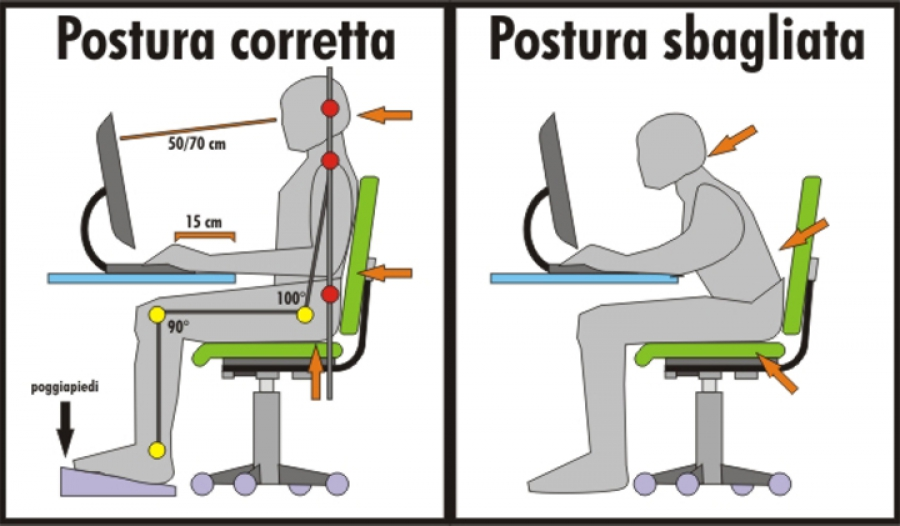 Postura corretta
50/70 cm
15 cm
100°
90°
poggiapiedi
Postura sbagliata